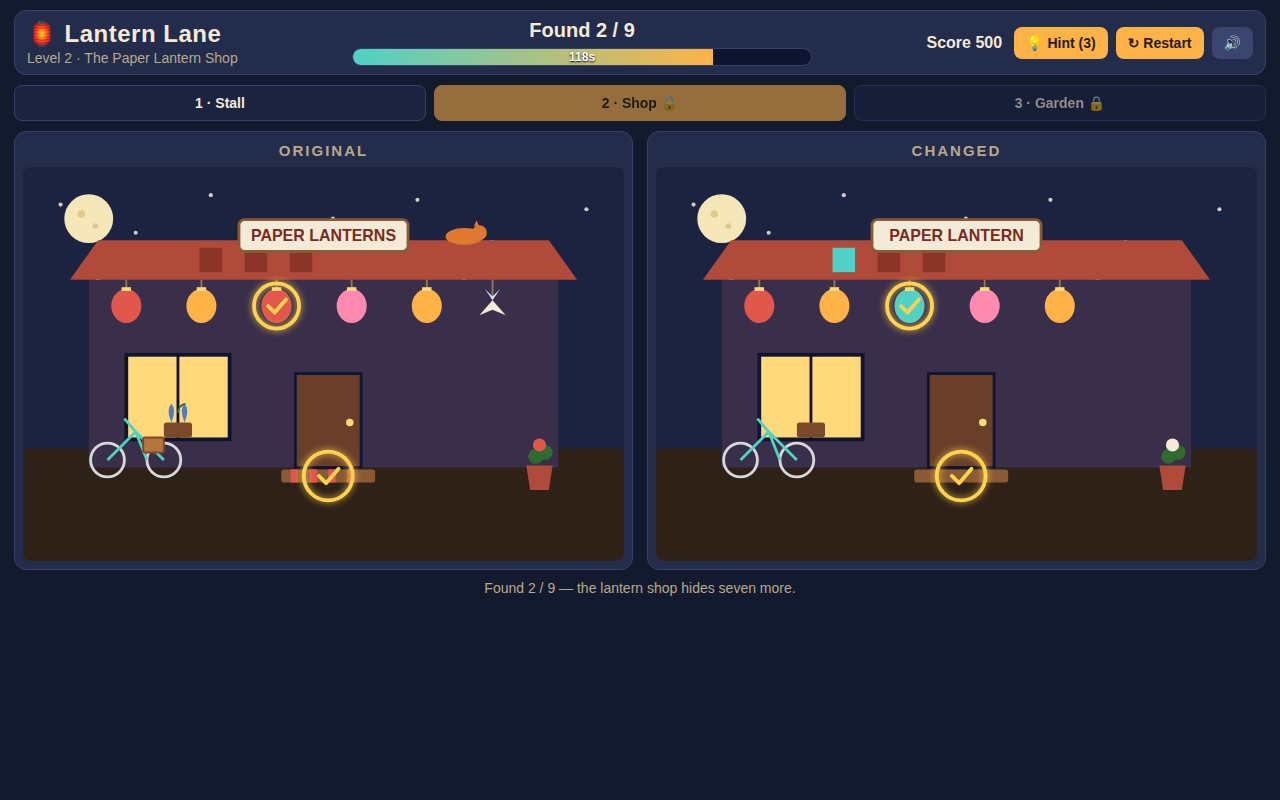 🏮 Lantern Lane
Level 2 · The Paper Lantern Shop
Found 2 / 9
118s
Score 500
💡 Hint (3)
↻ Restart
🔊
1 · Stall
2 · Shop 🔒
3 · Garden 🔒
ORIGINAL
CHANGED
PAPER LANTERNS
PAPER LANTERN
Found 2 / 9 — the lantern shop hides seven more.